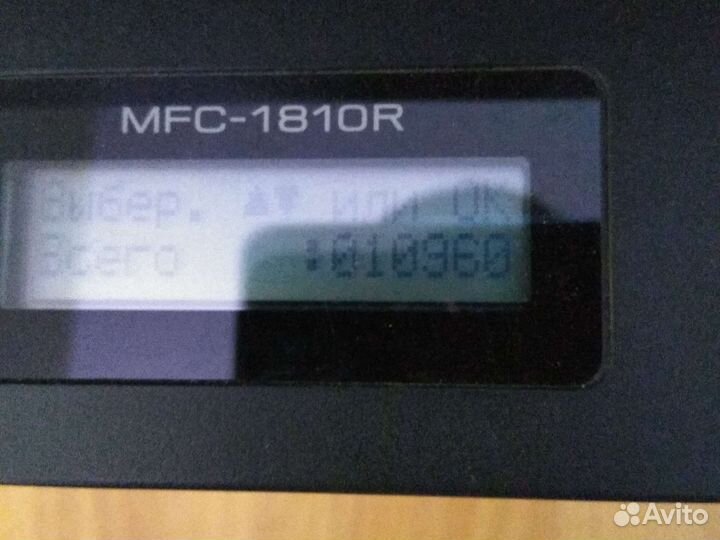 MFC-1810R
Выбер. ▲▼ или OK
Всего :010960
Avito